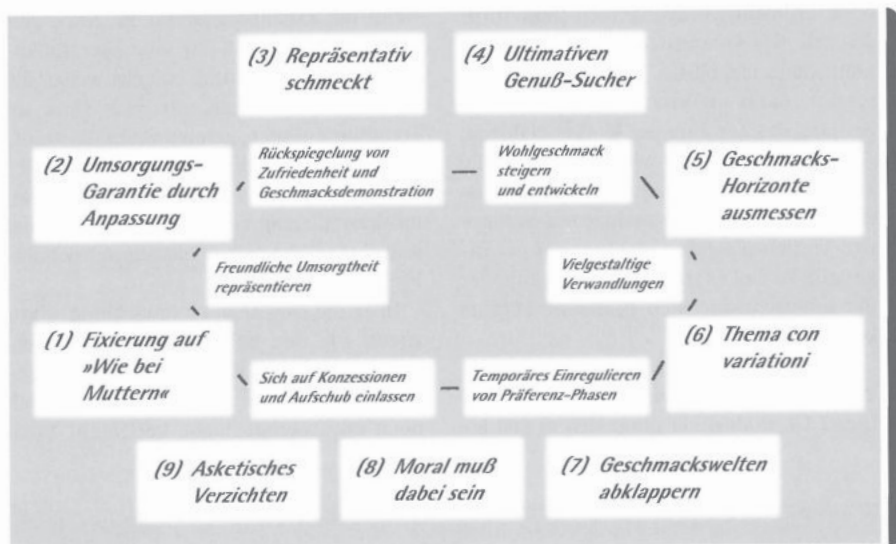 (3) Repräsentativ
schmeckt
(4) Ultimativen
Genuß-Sucher
(2) Umsorgungs-
Garantie durch
Anpassung
Rückspiegelung von
Zufriedenheit und
Geschmacksdemonstration
Wohlgeschmack
steigern
und entwickeln
(5) Geschmacks-
Horizonte
ausmessen
Freundliche Umsorgtheit
repräsentieren
Vielgestaltige
Verwandlungen
(1) Fixierung auf
»Wie bei
Muttern«
Sich auf Konzessionen
und Aufschub einlassen
Temporäres Einregulieren
von Präferenz-Phasen
(6) Thema con
variationi
(9) Asketisches
Verzichten
(8) Moral muß
dabei sein
(7) Geschmackswelten
abklappern